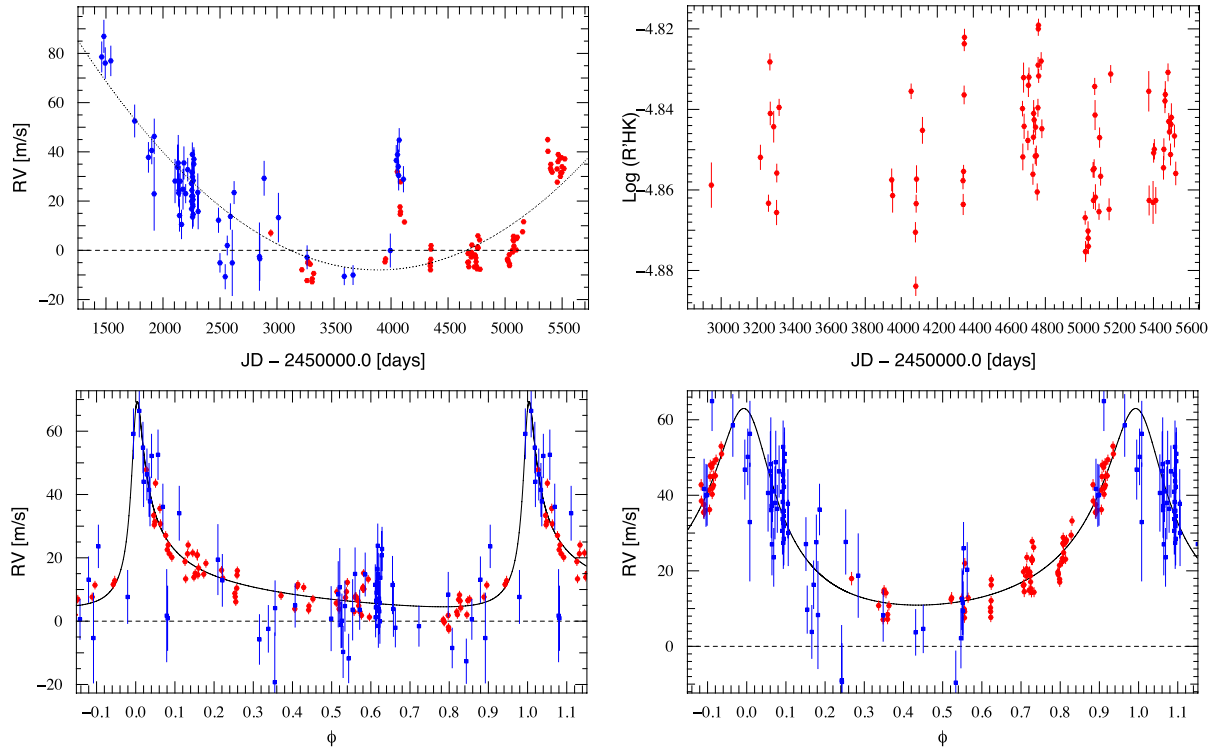 80
60
40
20
0
−20
RV [m/s]
1500 2000 2500 3000 3500 4000 4500 5000 5500
JD − 2450000.0 [days]
−4.82
−4.84
−4.86
−4.88
Log (R'HK)
3000 3200 3400 3600 3800 4000 4200 4400 4600 4800 5000 5200 5400 5600
JD − 2450000.0 [days]
60
40
20
0
−20
RV [m/s]
−0.1 0.0 0.1 0.2 0.3 0.4 0.5 0.6 0.7 0.8 0.9 1.0 1.1
ϕ
60
40
20
0
RV [m/s]
−0.1 0.0 0.1 0.2 0.3 0.4 0.5 0.6 0.7 0.8 0.9 1.0 1.1
ϕ